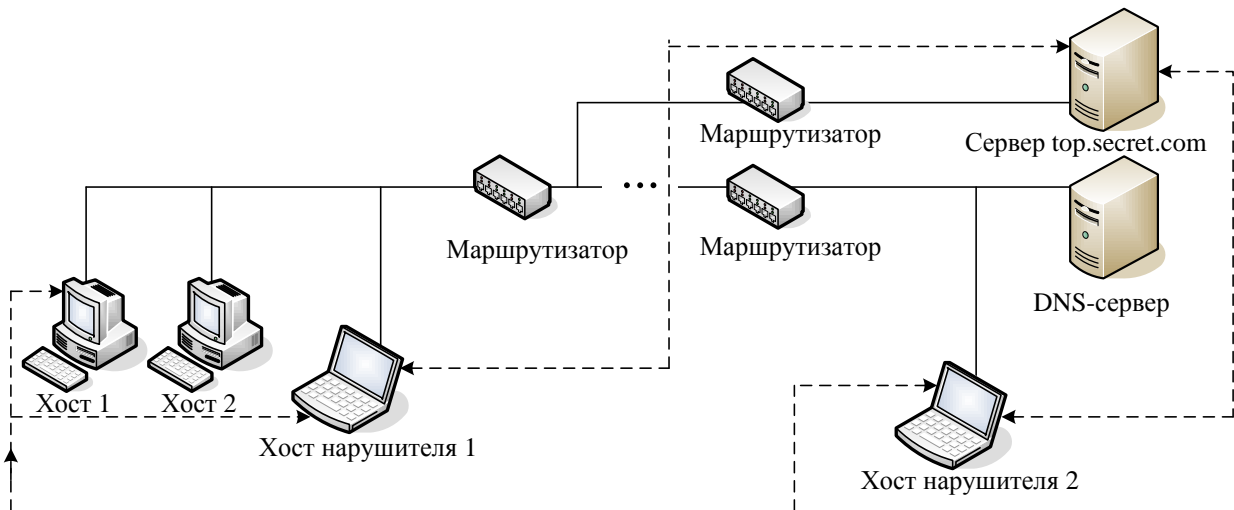 Маршрутизатор
Сервер top.secret.com
Маршрутизатор
Маршрутизатор
DNS-сервер
Хост 1
Хост 2
Хост нарушителя 1
Хост нарушителя 2